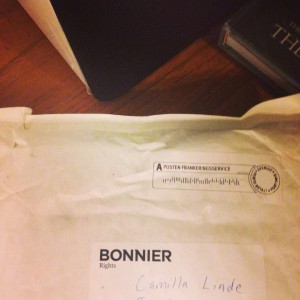 THE
A POSTEN FRANKERINGSSERVICE
BONNIER
Rights
Camilla Linde